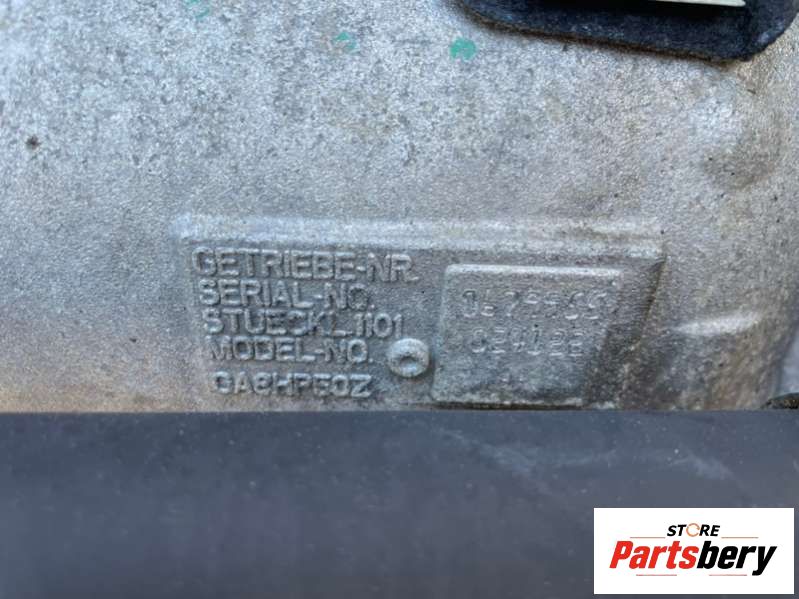 GETRIEBE-NR.
SERIAL-NO.
STUECKL.1101
MODEL-NO.
GA8HP50Z
STORE
Partsbery